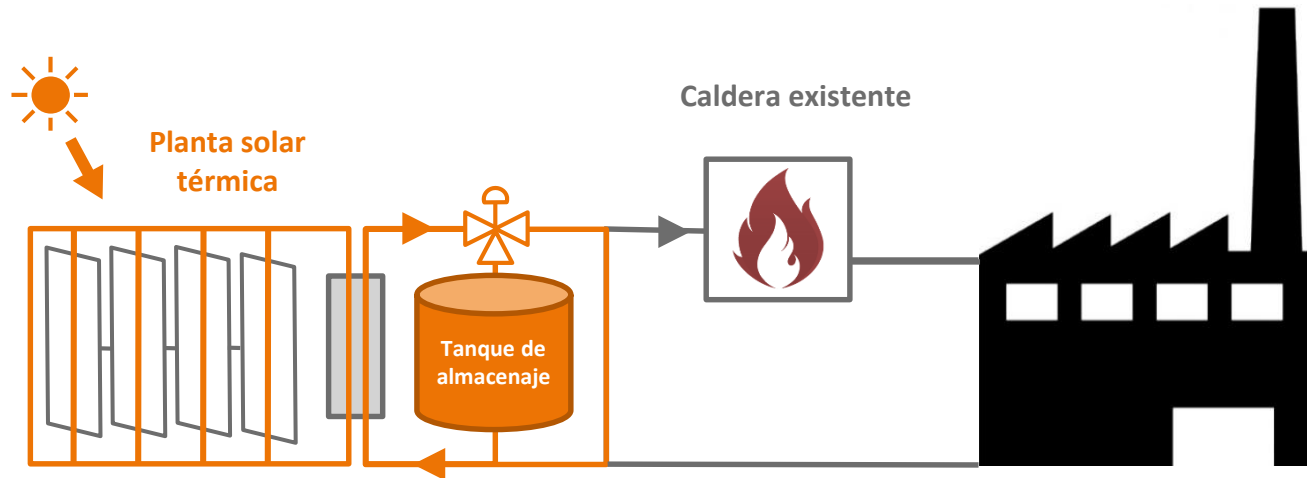 Caldera existente
Planta solar
térmica
Tanque de
almacenaje